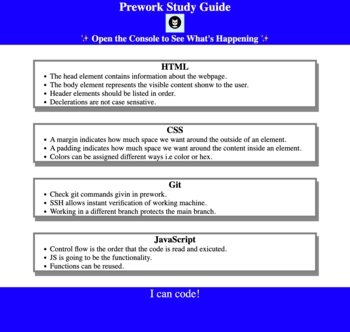 Prework Study Guide
✨ Open the Console to See What's Happening ✨
HTML
The head element contains information about the webpage.
The body element represents the visible content shonw to the user.
Header elements should be listed in order.
Declerations are not case sensative.
CSS
A margin indicates how much space we want around the outside of an element.
A padding indicates how much space we want around the content inside an element.
Colors can be assigned different ways i.e color or hex.
Git
Check git commands givin in prework.
SSH allows instant verification of working machine.
Working in a different branch protects the main branch.
JavaScript
Control flow is the order that the code is read and exicuted.
JS is going to be the functionality.
Functions can be reused.
I can code!